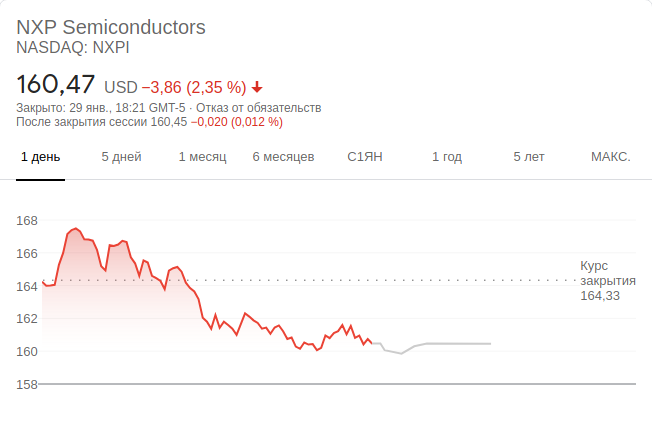 NXP Semiconductors
NASDAQ: NXPI
160,47 USD −3,86 (2,35 %)
Закрыто: 29 янв., 18:21 GMT-5 · Отказ от обязательств
После закрытия сессии 160,45 −0,020 (0,012 %)
1 день 5 дней 1 месяц 6 месяцев С1ЯН 1 год 5 лет МАКС.
168
166
Курс
закрытия
164,33
164
162
160
158